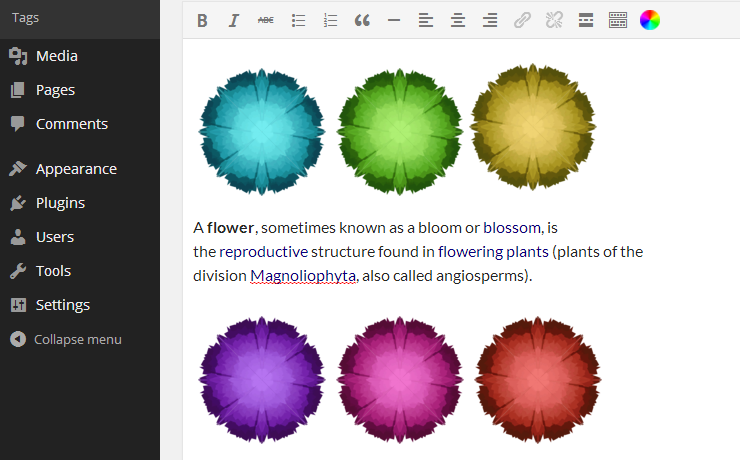 Tags
Media
Pages
Comments
Appearance
Plugins
Users
Tools
Settings
Collapse menu
B I ABC
A flower, sometimes known as a bloom or blossom, is
the reproductive structure found in flowering plants (plants of the
division Magnoliophyta, also called angiosperms).